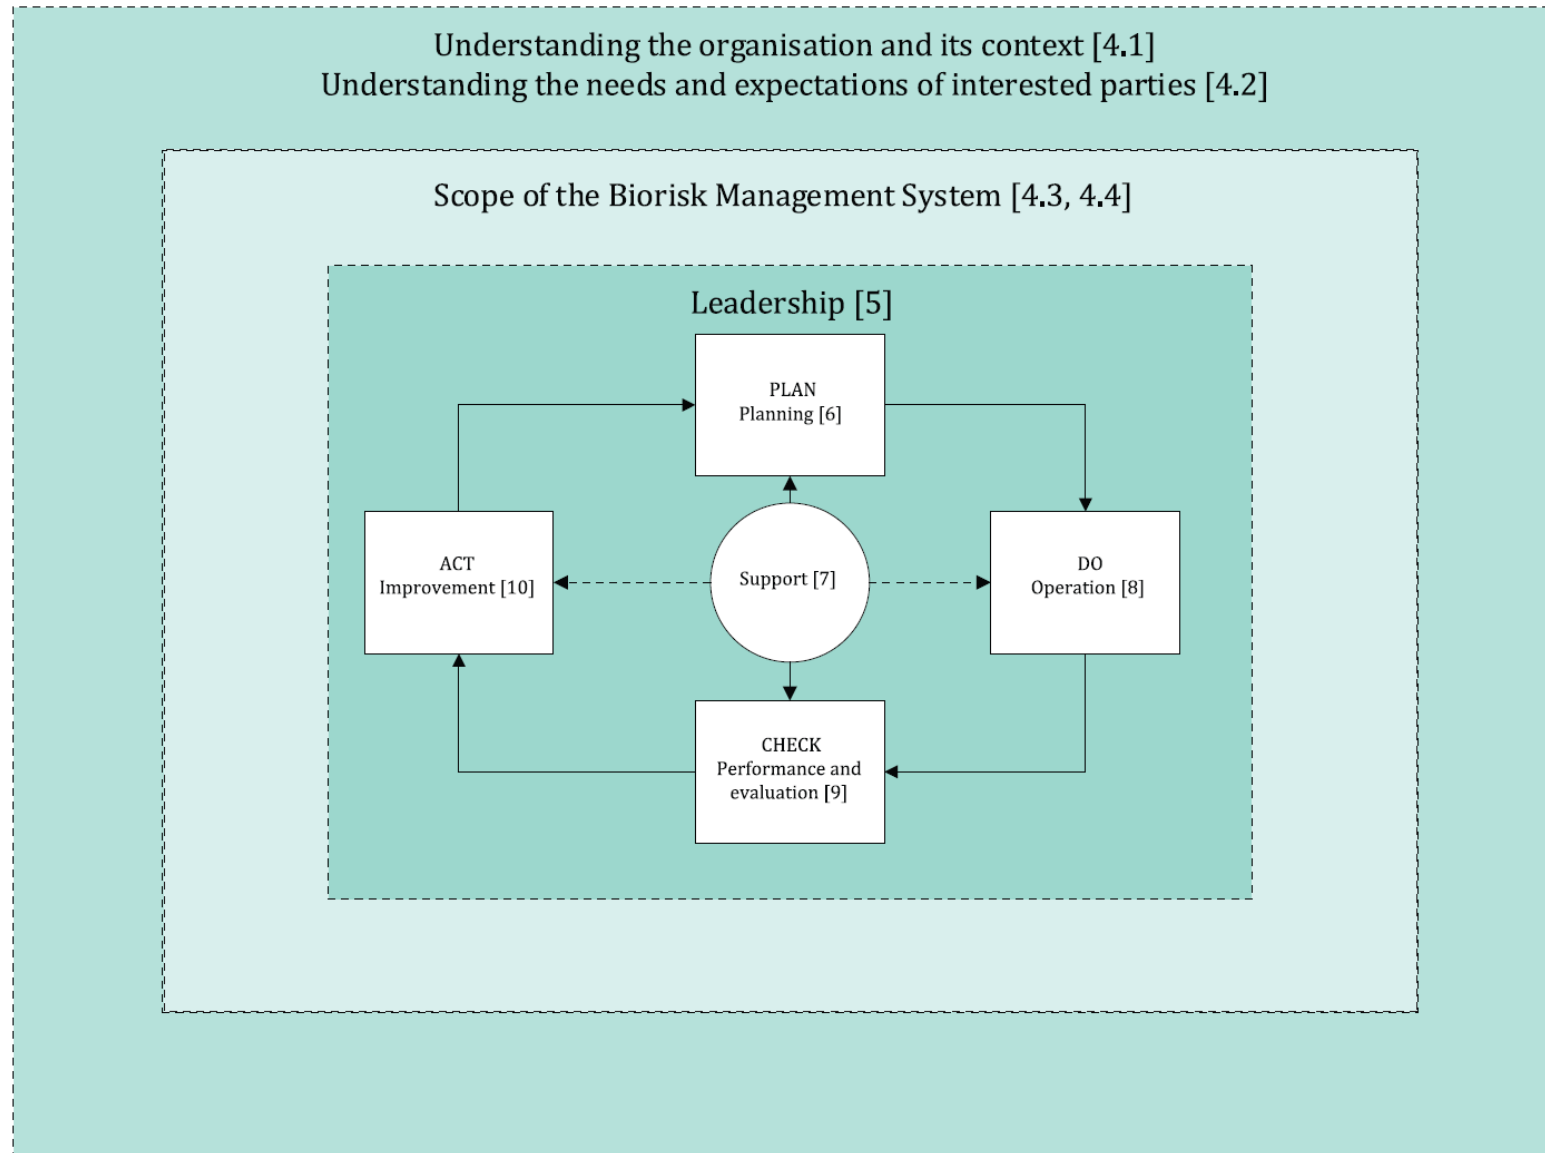 Understanding the organisation and its context [4.1]
Understanding the needs and expectations of interested parties [4.2]
Scope of the Biorisk Management System [4.3, 4.4]
Leadership [5]
PLAN
Planning [6]
ACT
Improvement [10]
Support [7]
DO
Operation [8]
CHECK
Performance and
evaluation [9]